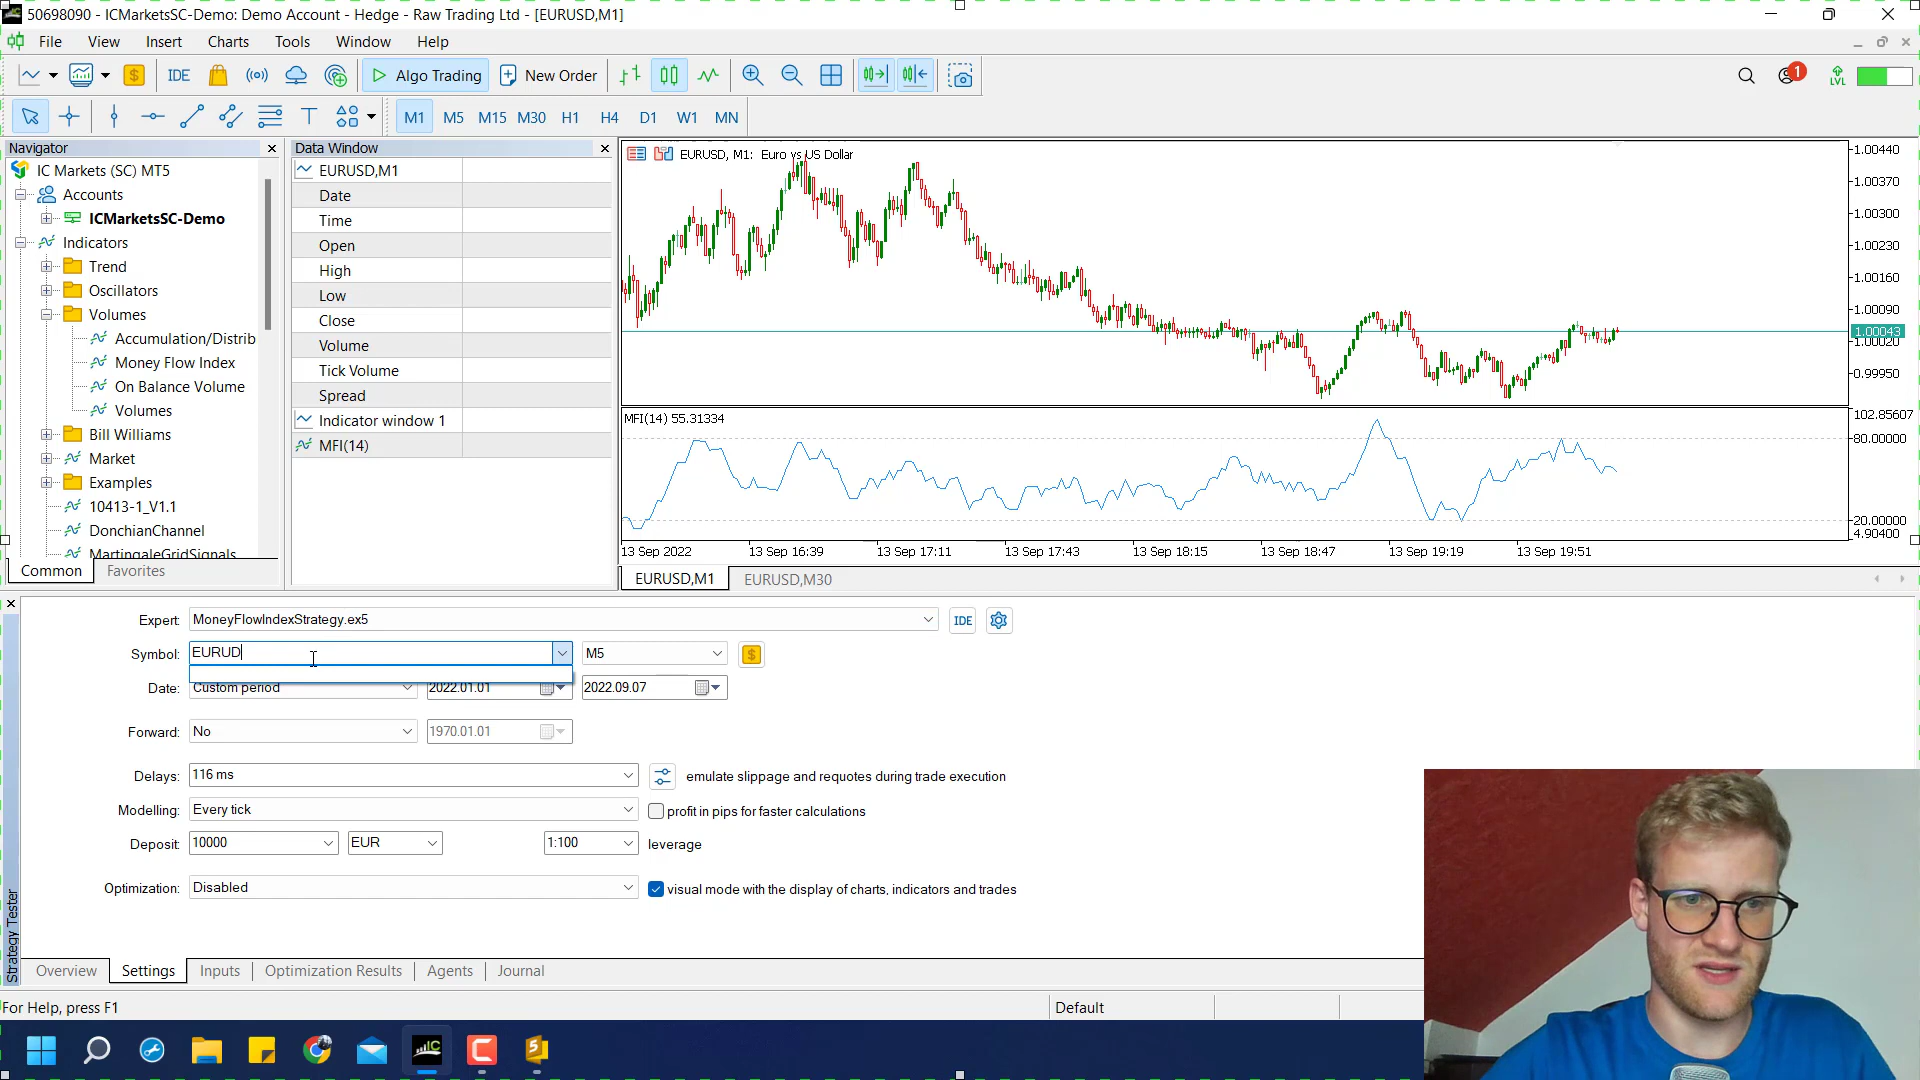 50698090 - ICMarketsSC-Demo: Demo Account - Hedge - Raw Trading Ltd - [EURUSD,M1]
File View Insert Charts Tools Window Help
IDE Algo Trading New Order 1 LVL
M1 M5 M15 M30 H1 H4 D1 W1 MN
Navigator
IC Markets (SC) MT5
Accounts
ICMarketsSC-Demo
Indicators
Trend
Oscillators
Volumes
Accumulation/Distrib
Money Flow Index
On Balance Volume
Volumes
Bill Williams
Market
Examples
10413-1_V1.1
DonchianChannel
MartingaleGridSignals
Common Favorites
Data Window
EURUSD,M1
Date
Time
Open
High
Low
Close
Volume
Tick Volume
Spread
Indicator window 1
MFI(14)
EURUSD, M1: Euro vs US Dollar
1.00440
1.00370
1.00300
1.00230
1.00160
1.00090
1.00043
1.00020
0.99950
MFI(14) 55.31334
102.85607
80.00000
20.00000
4.90400
13 Sep 2022 13 Sep 16:39 13 Sep 17:11 13 Sep 17:43 13 Sep 18:15 13 Sep 18:47 13 Sep 19:19 13 Sep 19:51
EURUSD,M1 EURUSD,M30
Expert: MoneyFlowIndexStrategy.ex5 IDE
Symbol: EURUD M5
Date: Custom period 2022.01.01 2022.09.07
Forward: No 1970.01.01
Delays: 116 ms emulate slippage and requotes during trade execution
Modelling: Every tick profit in pips for faster calculations
Deposit: 10000 EUR 1:100 leverage
Optimization: Disabled visual mode with the display of charts, indicators and trades
Strategy Tester
Overview Settings Inputs Optimization Results Agents Journal
For Help, press F1 Default
IC